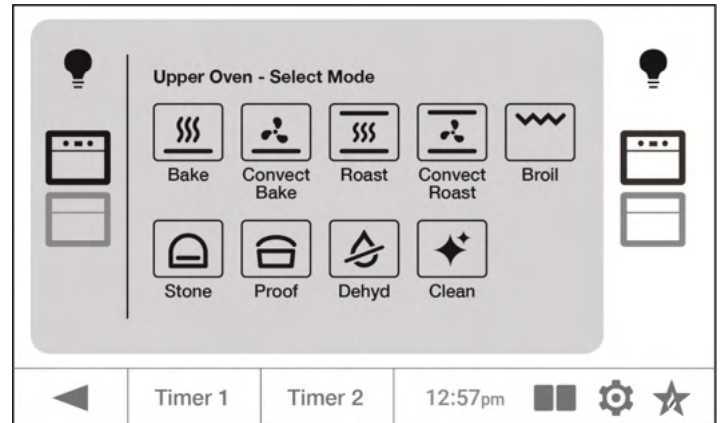 Upper Oven - Select Mode
Bake
Convect
Bake
Roast
Convect
Roast
Broil
Stone
Proof
Dehyd
Clean
Timer 1
Timer 2
12:57pm